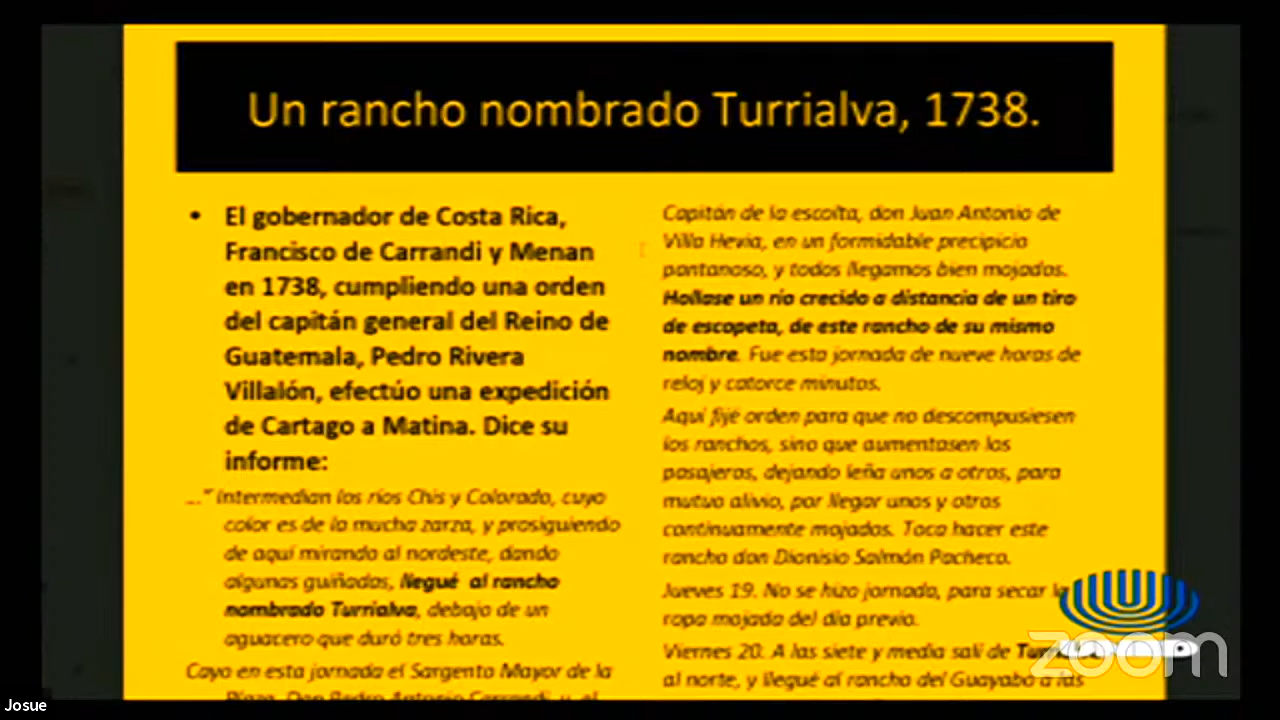 Un rancho nombrado Turrialva, 1738.
• El gobernador de Costa Rica,
Francisco de Carrandi y Menan
en 1738, cumpliendo una orden
del capitán general del Reino de
Guatemala, Pedro Rivera
Villalón, efectúo una expedición
de Cartago a Matina. Dice su
informe:
..." Intermedian los ríos Chis y Colorado, cuyo
color es de la mucha zarza, y prosiguiendo
de aquí mirando al nordeste, dando
algunas guiñadas, llegué al rancho
nombrado Turrialva, debajo de un
aguacero que duró tres horas.
Cayo en esta jornada el Sargento Mayor de la
Plaza, Don Pedro Antonio Carrandi, y, el
Capitán de la escolta, don Juan Antonio de
Villa Hevia, en un formidable precipicio
pantanoso, y todos llegamos bien mojados.
Hollase un río crecido a distancia de un tiro
de escopeta, de este rancho de su mismo
nombre. Fue esta jornada de nueve horas de
reloj y catorce minutos.
Aquí fijé orden para que no descompusiesen
los ranchos, sino que aumentasen los
pasajeros, dejando leña unos a otros, para
mutuo alivio, por llegar unos y otros
continuamente mojados. Toca hacer este
rancho don Dionisio Salmón Pacheco.
Jueves 19. No se hizo jornada, para secar la
ropa mojada del día previo.
Viernes 20. A las siete y media salí de
al norte, y llegué al rancho del Guayabo a las
zoom
Josue